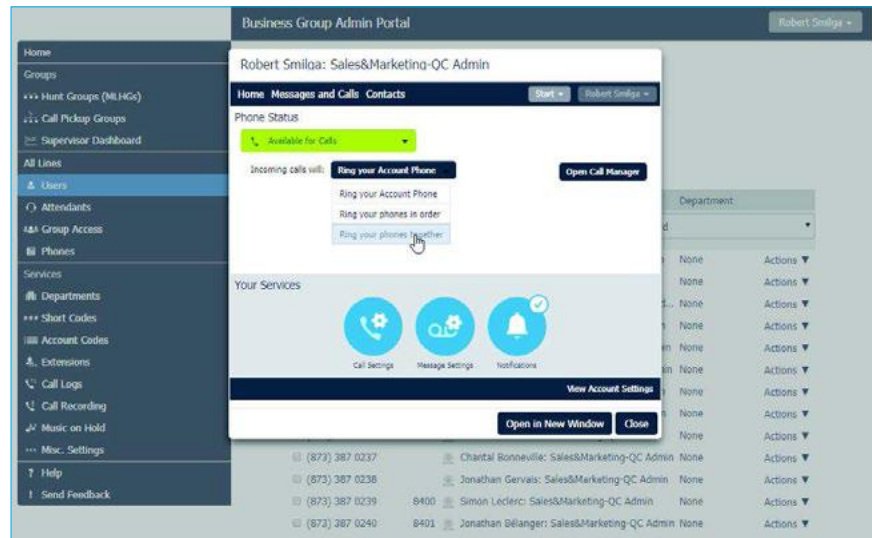 Business Group Admin Portal
Robert Smilga
Home
Groups
Hunt Groups (MLHGs)
Call Pickup Groups
Supervisor Dashboard
All Lines
Users
Attendants
Group Access
Phones
Services
Departments
Short Codes
Account Codes
Extensions
Call Logs
Call Recording
Music on Hold
Misc. Settings
? Help
! Send Feedback
Robert Smilga: Sales&Marketing-QC Admin
Home Messages and Calls Contacts
Start
Robert Smilga
Phone Status
Available for Calls
Incoming calls will: Ring your Account Phone
Open Call Manager
Ring your Account Phone
Ring your phones in order
Ring your phones together
Your Services
Call Settings
Message Settings
Notifications
View Account Settings
Open in New Window
Close
Department
None Actions ▼
None Actions ▼
None Actions ▼
None Actions ▼
None Actions ▼
None Actions ▼
None Actions ▼
None Actions ▼
None Actions ▼
(873) 387 0237 Chantal Bonneville: Sales&Marketing-QC Admin None Actions ▼
(873) 387 0238 Jonathan Gervais: Sales&Marketing-QC Admin None Actions ▼
(873) 387 0239 8400 Simon Leclerc: Sales&Marketing-QC Admin None Actions ▼
(873) 387 0240 8401 Jonathan Bélanger: Sales&Marketing-QC Admin None Actions ▼